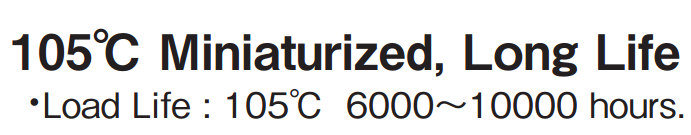 105℃ Miniaturized, Long Life
•Load Life : 105℃ 6000～10000 hours.